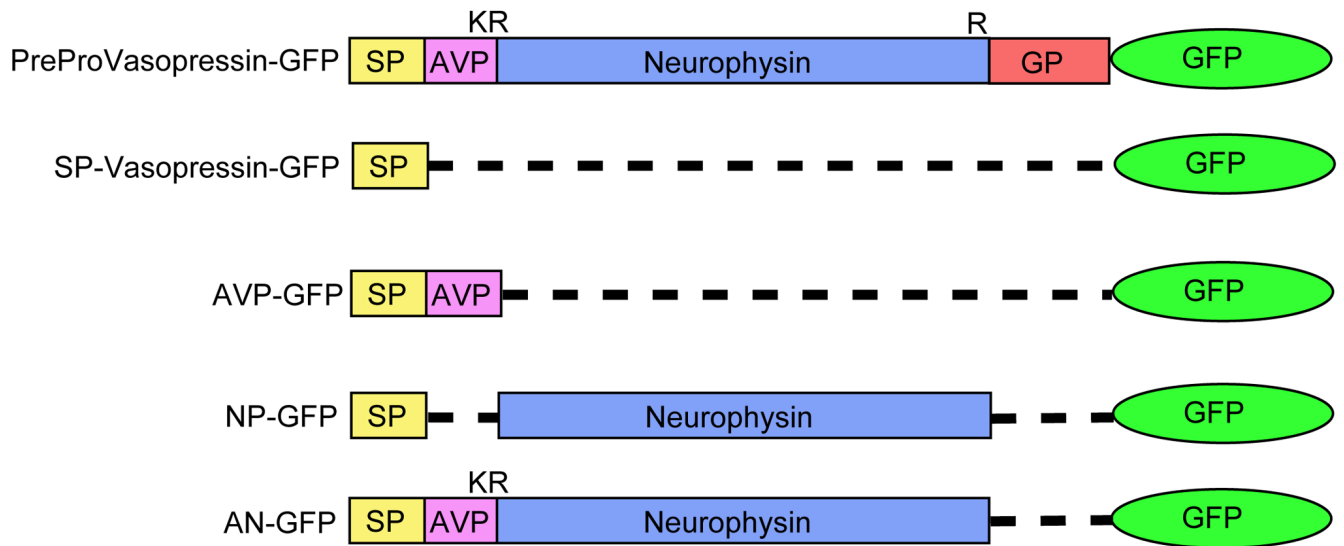 KR R
PreProVasopressin-GFP SP AVP Neurophysin GP GFP
SP-Vasopressin-GFP SP GFP
AVP-GFP SP AVP GFP
NP-GFP SP Neurophysin GFP
KR
AN-GFP SP AVP Neurophysin GFP